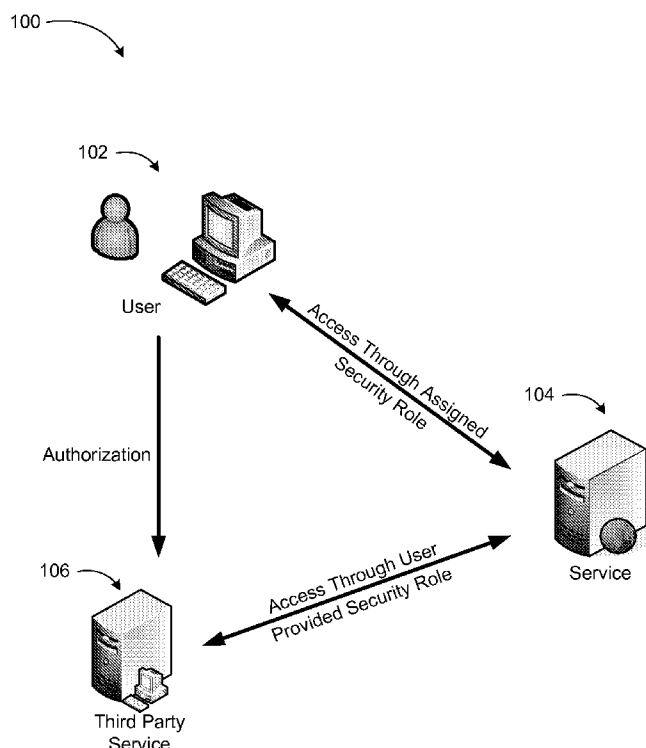 100
102
User
Access Through Assigned
Security Role
104
Authorization
Service
106
Access Through User
Provided Security Role
Third Party
Service